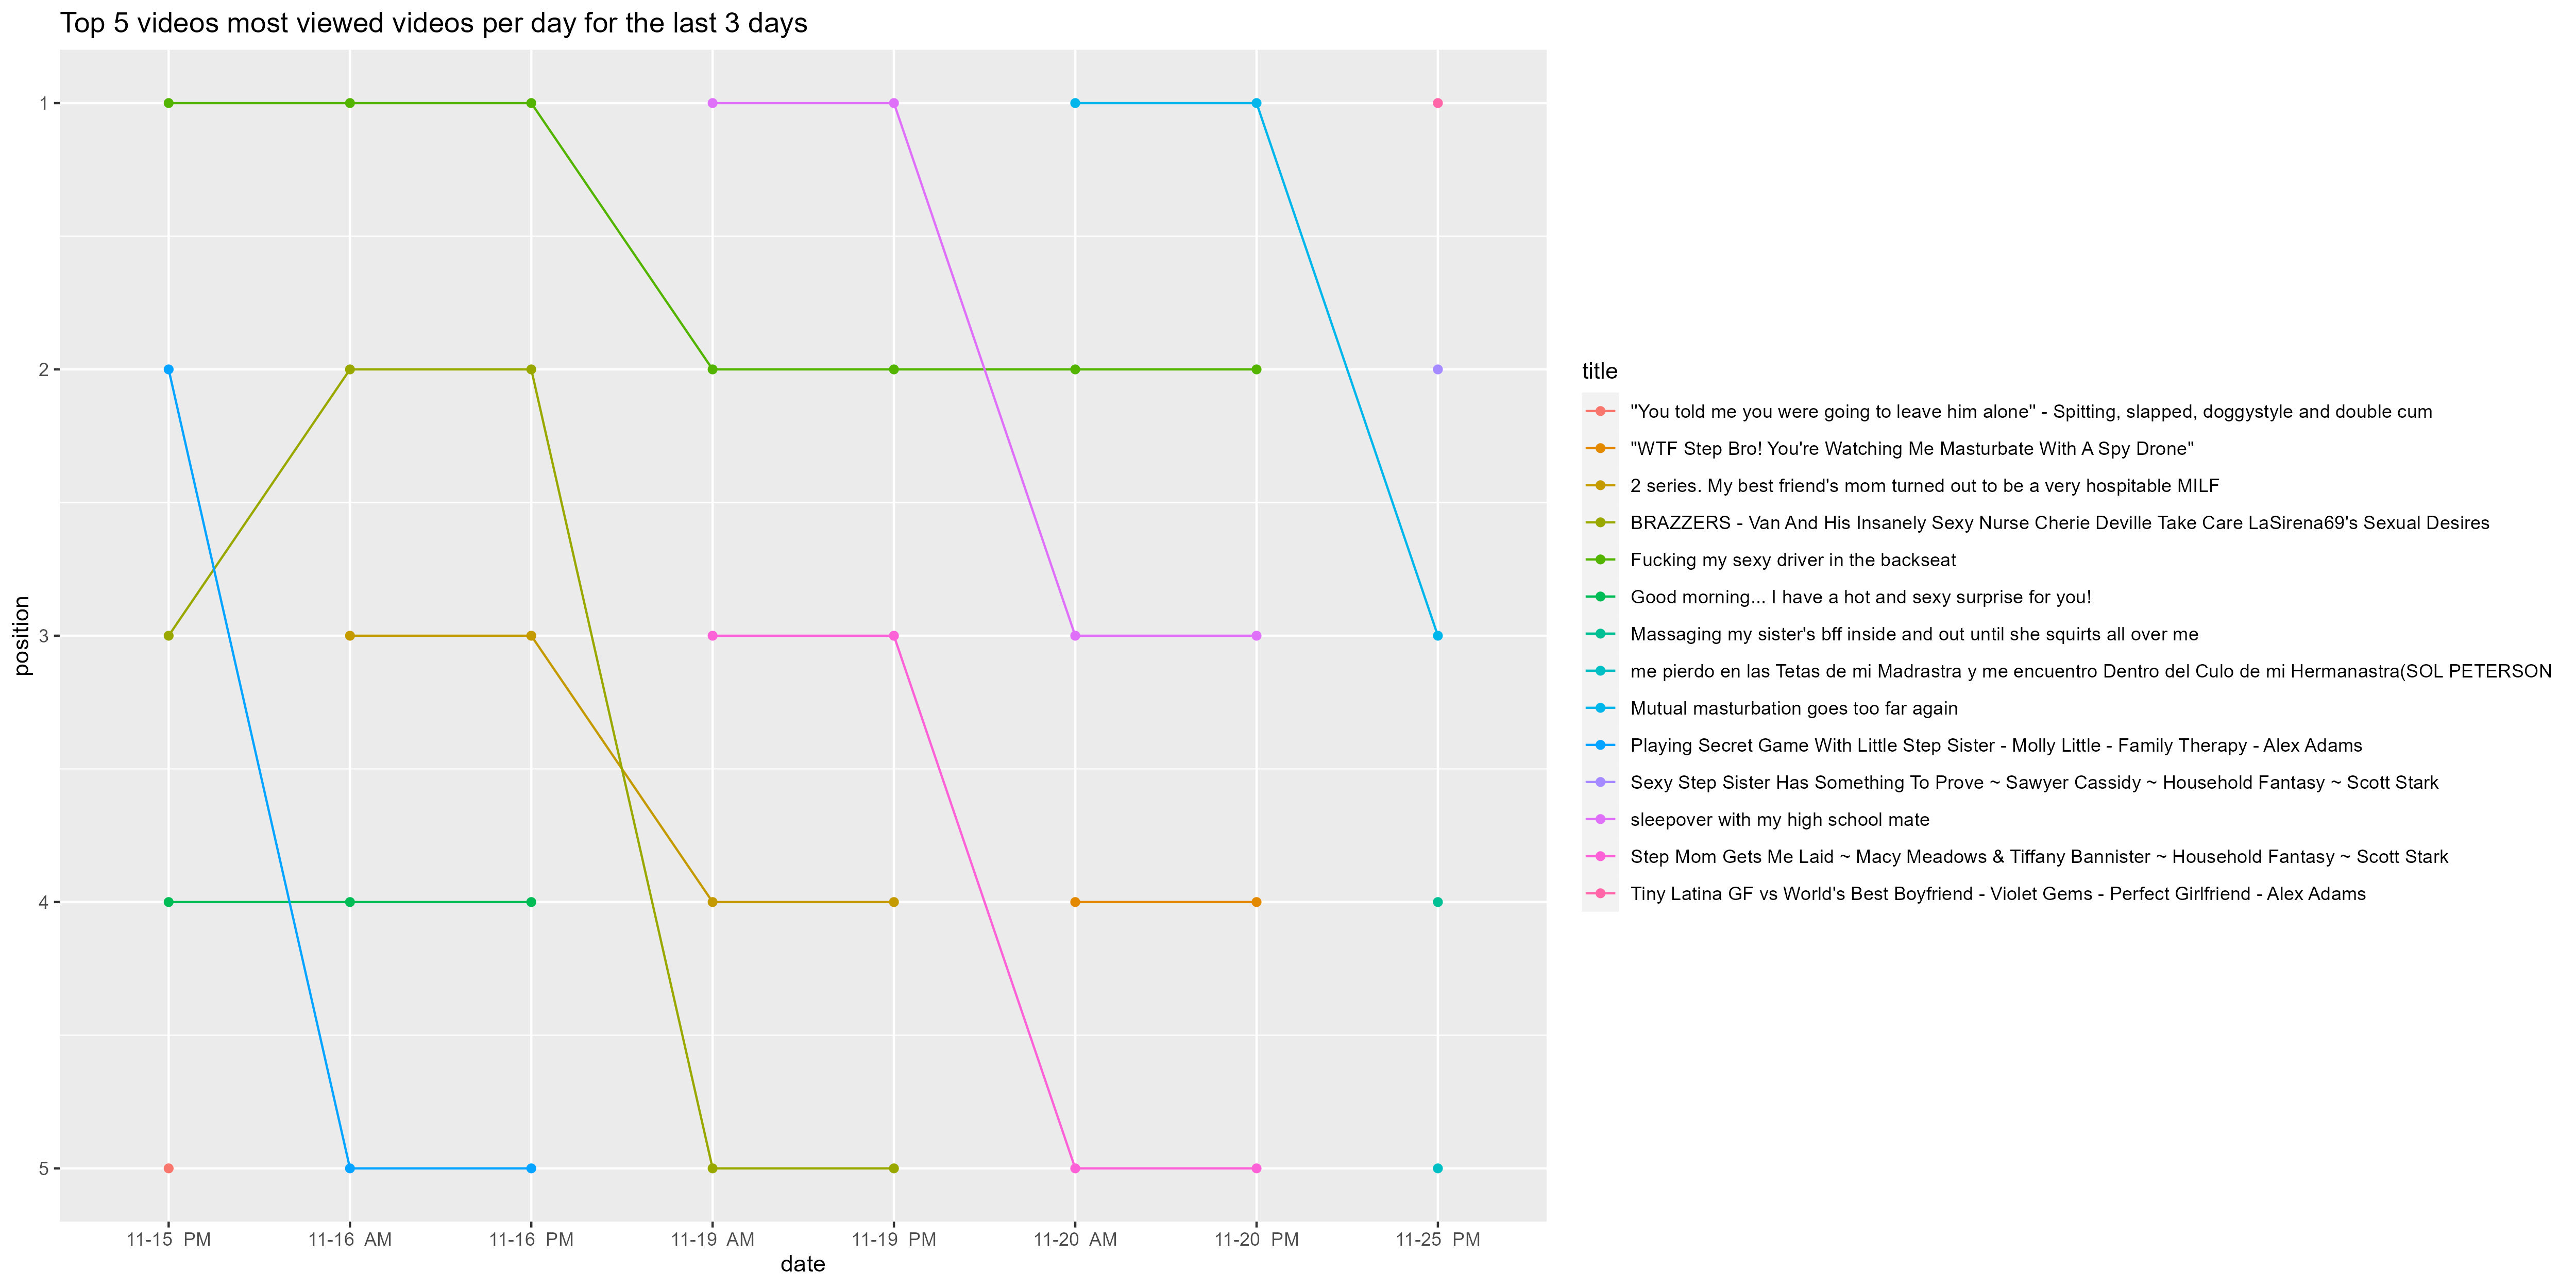 Top 5 videos most viewed videos per day for the last 3 days
position
1
2
3
4
5
11-15 PM
11-16 AM
11-16 PM
11-19 AM
11-19 PM
11-20 AM
11-20 PM
11-25 PM
date
title
"You told me you were going to leave him alone" - Spitting, slapped, doggystyle and double cum
"WTF Step Bro! You're Watching Me Masturbate With A Spy Drone"
2 series. My best friend's mom turned out to be a very hospitable MILF
BRAZZERS - Van And His Insanely Sexy Nurse Cherie Deville Take Care LaSirena69's Sexual Desires
Fucking my sexy driver in the backseat
Good morning... I have a hot and sexy surprise for you!
Massaging my sister's bff inside and out until she squirts all over me
me pierdo en las Tetas de mi Madrastra y me encuentro Dentro del Culo de mi Hermanastra(SOL PETERSON
Mutual masturbation goes too far again
Playing Secret Game With Little Step Sister - Molly Little - Family Therapy - Alex Adams
Sexy Step Sister Has Something To Prove ~ Sawyer Cassidy ~ Household Fantasy ~ Scott Stark
sleepover with my high school mate
Step Mom Gets Me Laid ~ Macy Meadows & Tiffany Bannister ~ Household Fantasy ~ Scott Stark
Tiny Latina GF vs World's Best Boyfriend - Violet Gems - Perfect Girlfriend - Alex Adams